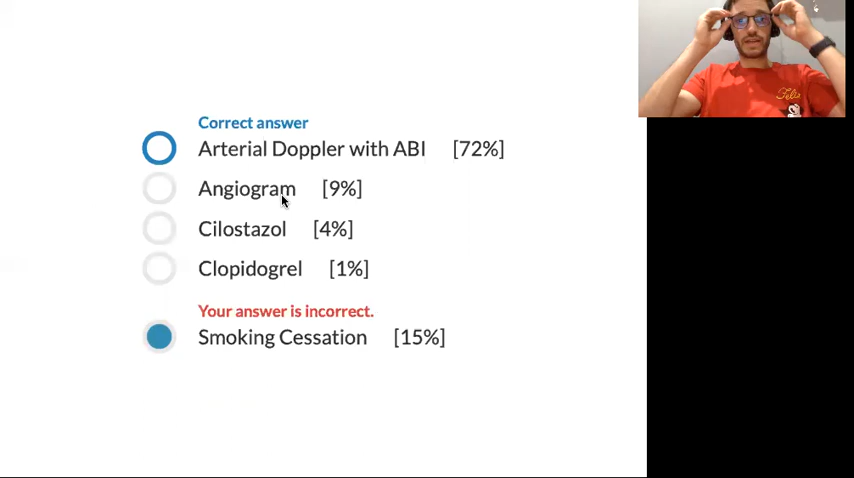 Correct answer
Arterial Doppler with ABI [72%]
Angiogram [9%]
Cilostazol [4%]
Clopidogrel [1%]
Your answer is incorrect.
Smoking Cessation [15%]
Felix